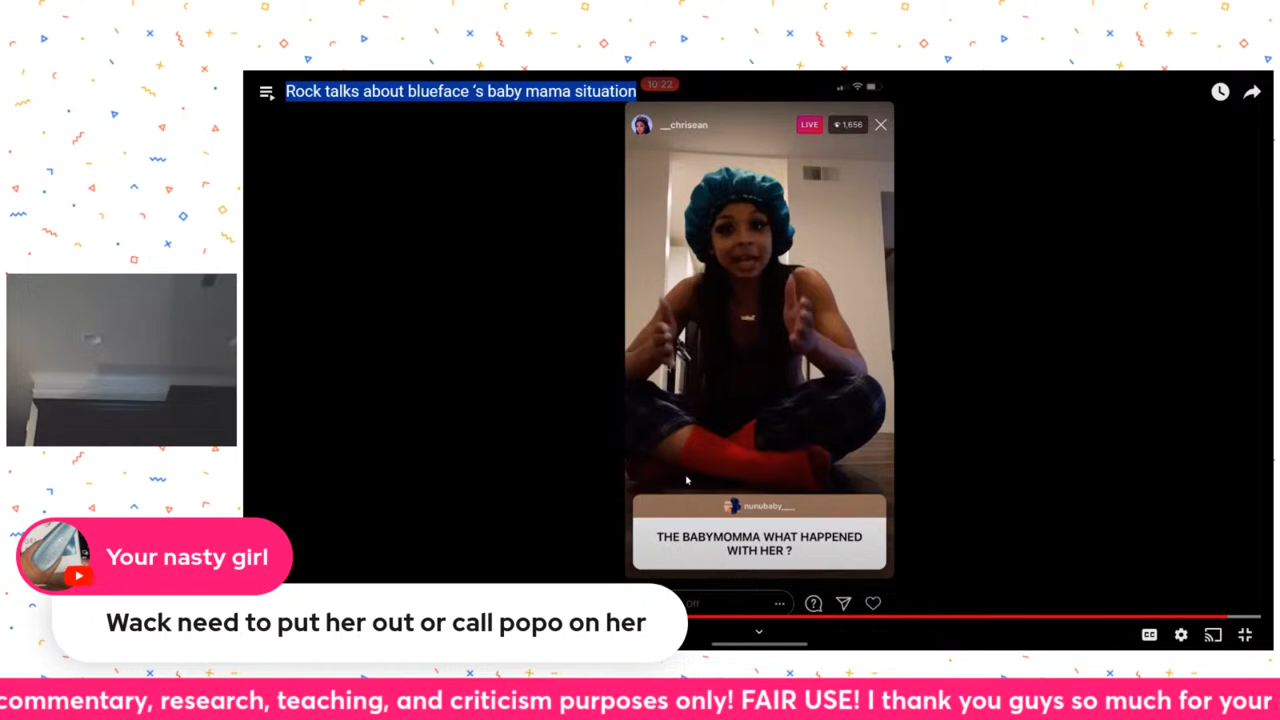 Rock talks about blueface ‘s baby mama situation
10:22
__chrisean
LIVE
1,656
nunubaby___
THE BABYMOMMA WHAT HAPPENED
WITH HER ?
Off
CC
Your nasty girl
Wack need to put her out or call popo on her
commentary, research, teaching, and criticism purposes only! FAIR USE! I thank you guys so much for your